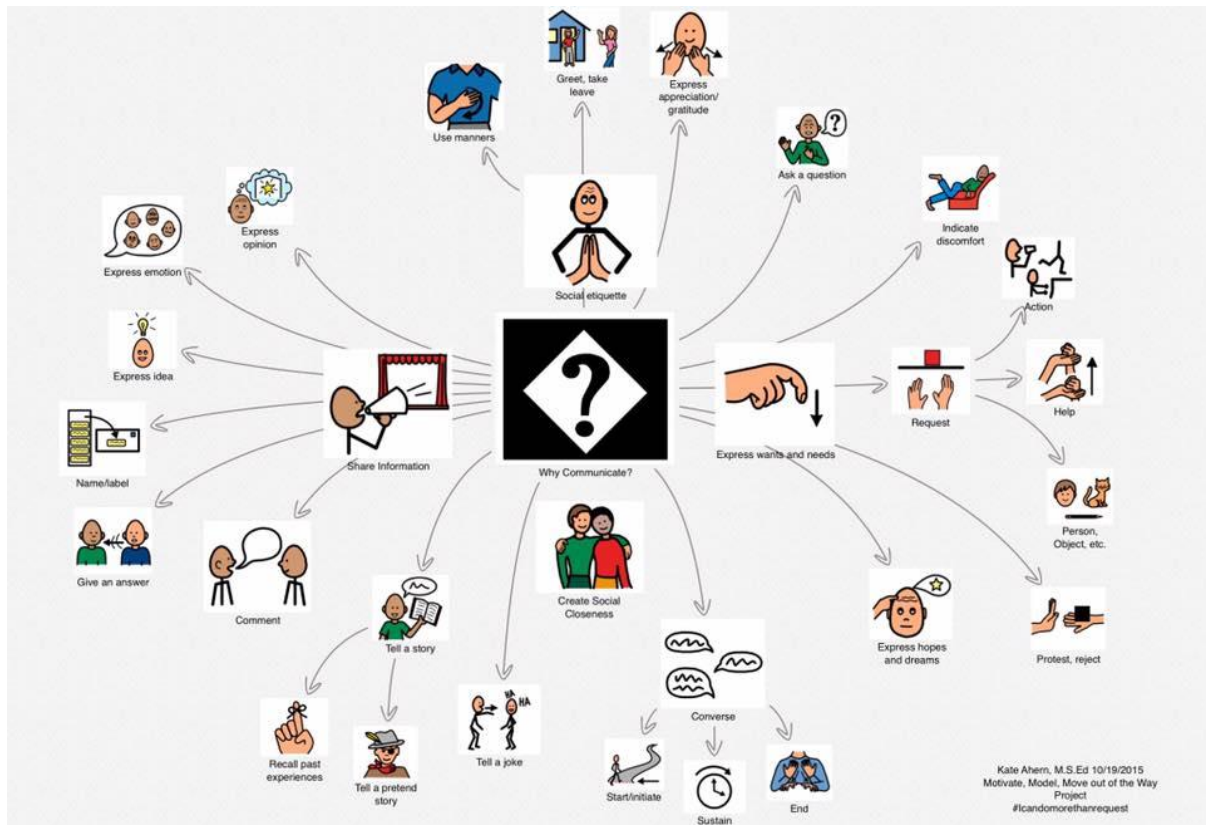 Greet, take
leave
Express
appreciation/
gratitude
Use manners
?
Ask a question
Express
opinion
Indicate
discomfort
Express emotion
Social etiquette
Action
Express idea
?
Share Information
Why Communicate?
Express wants and needs
Request
Help
Name/label
Person,
Object, etc.
Give an answer
Comment
Create Social
Closeness
Tell a story
Express hopes
and dreams
Protest, reject
HA
HA
Converse
Recall past
experiences
Tell a pretend
story
Tell a joke
Start/initiate
Sustain
End
Kate Ahern, M.S.Ed 10/19/2015
Motivate, Model, Move out of the Way
Project
#Icandomorethanrequest